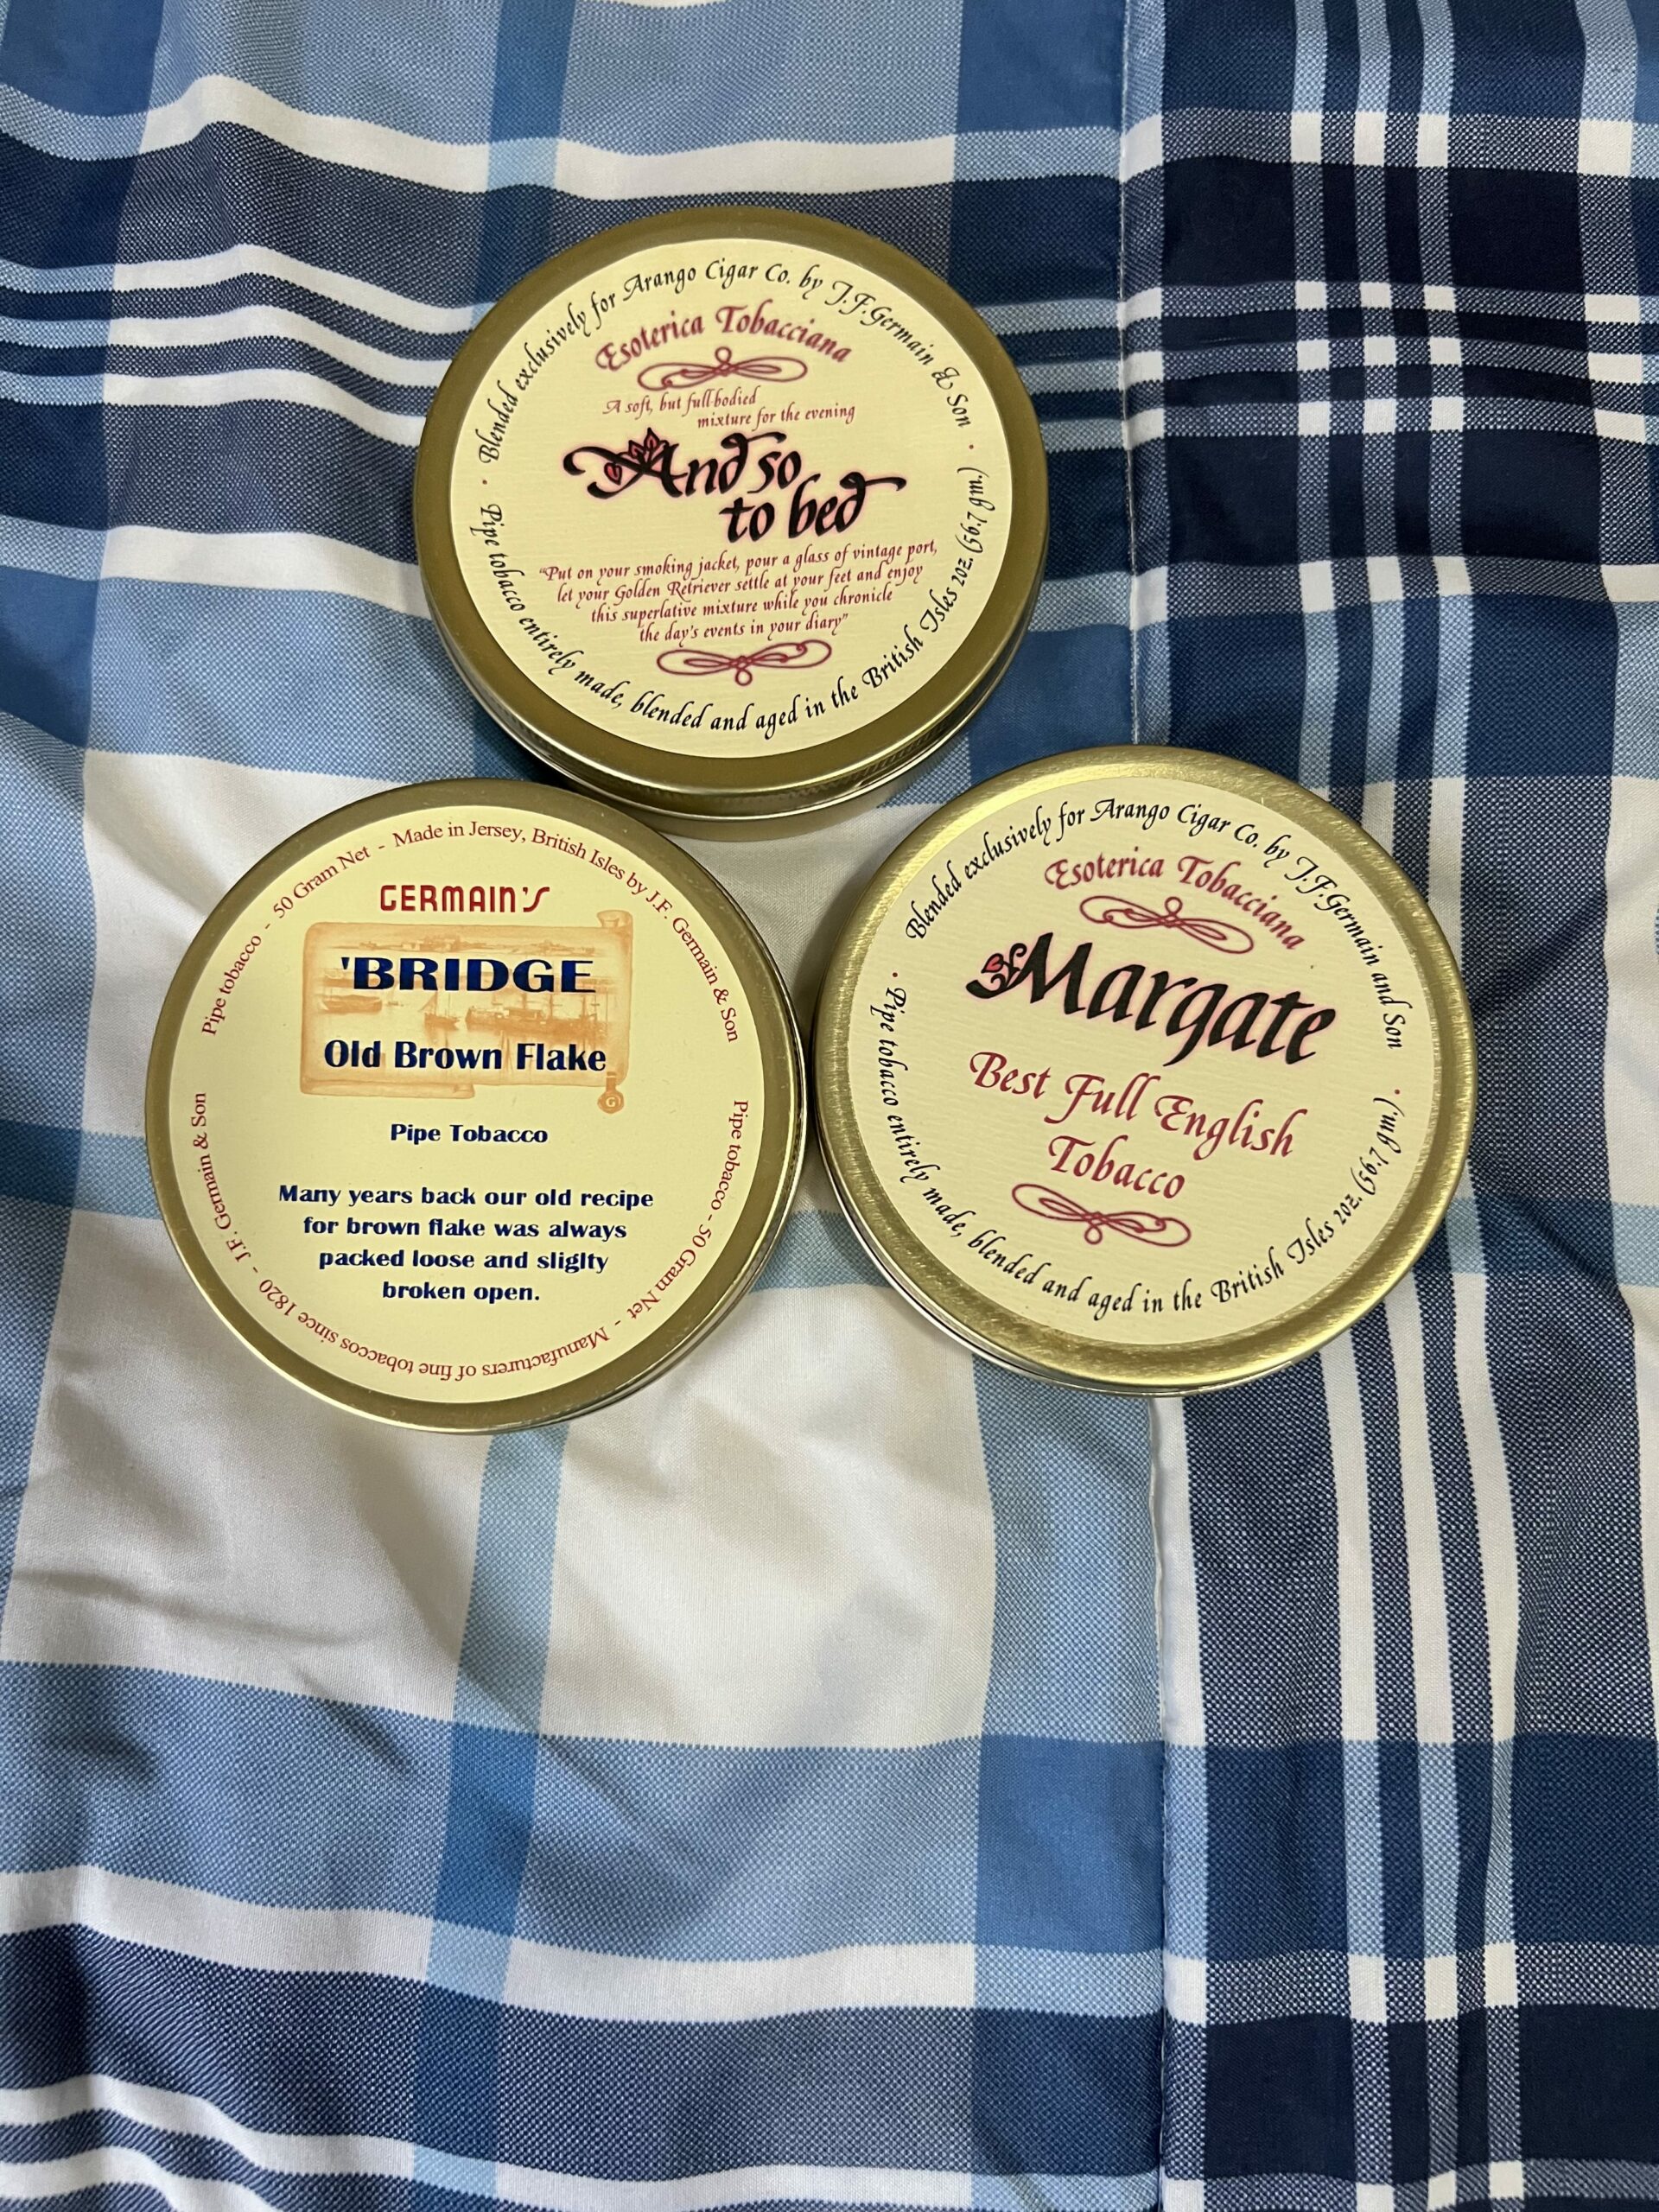 Blended exclusively for Arango Cigar Co. by J.F.Germain & Son
Esoterica Tobacciana
A soft, but full bodied
mixture for the evening
And so
to bed
"Put on your smoking jacket, pour a glass of vintage port,
let your Golden Retriever settle at your feet and enjoy
this superlative mixture while you chronicle
the day's events in your diary"
Pipe tobacco entirely made, blended and aged in the British Isles 2oz. (56.7 gm.)
Pipe tobacco - 50 Gram Net - Made in Jersey, British Isles by J.F. Germain & Son
GERMAIN'S
'BRIDGE
Old Brown Flake
G
Pipe Tobacco
Many years back our old recipe
for brown flake was always
packed loose and sliglty
broken open.
Pipe tobacco - 50 Gram Net - Manufacturers of fine tobaccos since 1820 - J.F. Germain & Son
Blended exclusively for Arango Cigar Co. by J.F.Germain and Son
Esoterica Tobacciana
Margate
Best Full English
Tobacco
Pipe tobacco entirely made, blended and aged in the British Isles 2oz. (56.7 gm.)